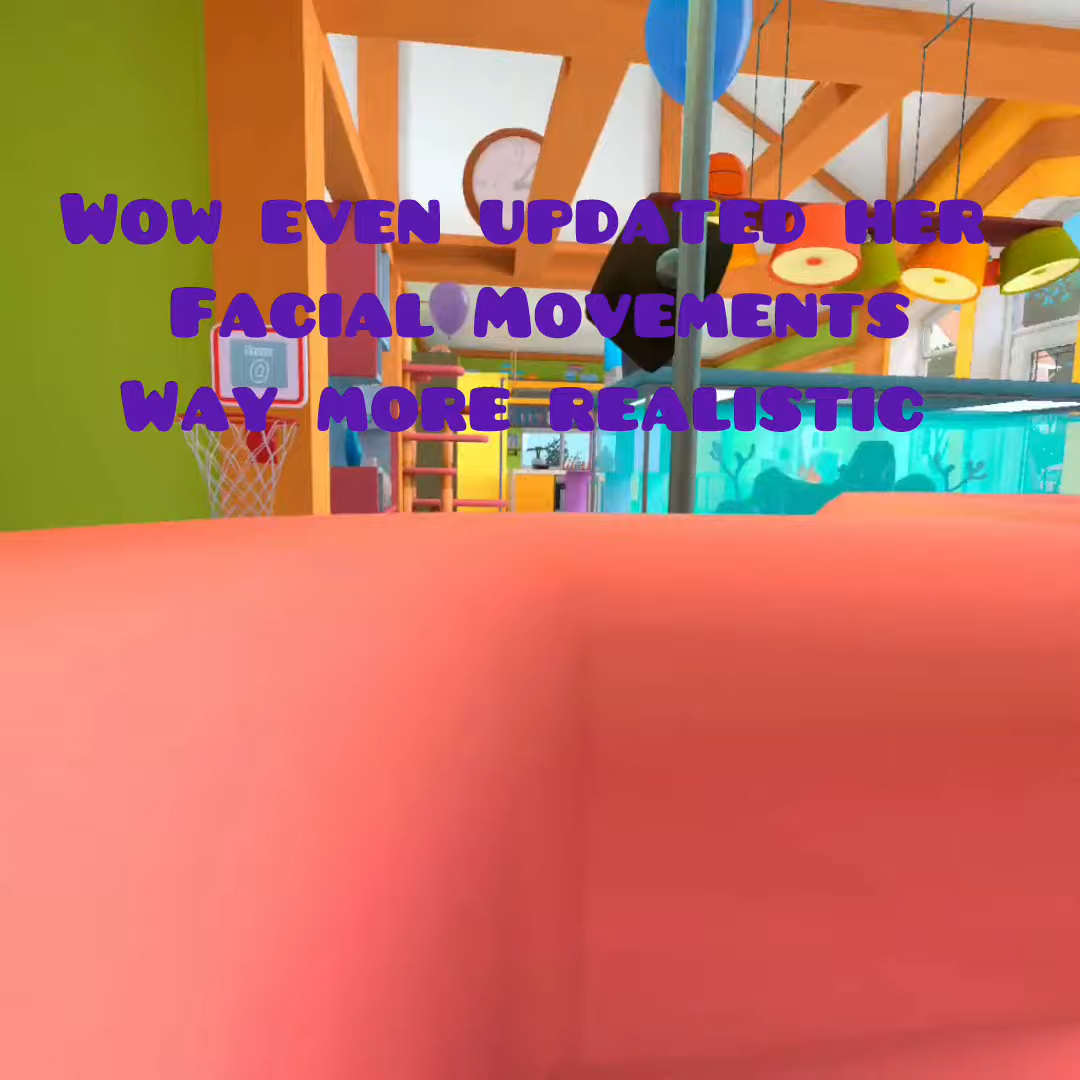 Wow even updated her
Facial Movements
Way more realistic